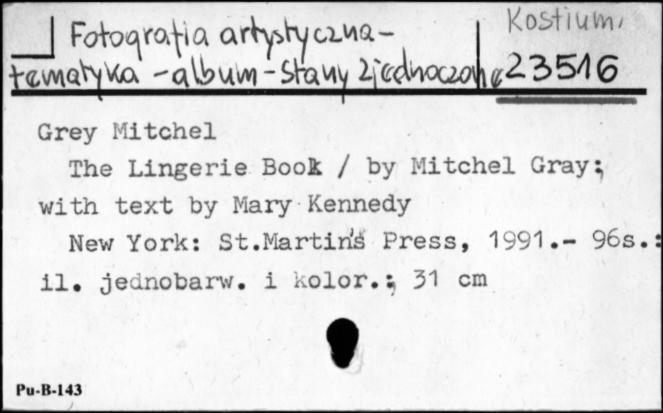 Kostium.
Fotografia artystyczna-
tematyka - album - Stany Zjednoczone
23516
Grey Mitchel
The Lingerie Book / by Mitchel Gray;
with text by Mary Kennedy
New York: St.Martin's Press, 1991.- 96s.:
il. jednobarw. i kolor.; 31 cm
Pu-B-143